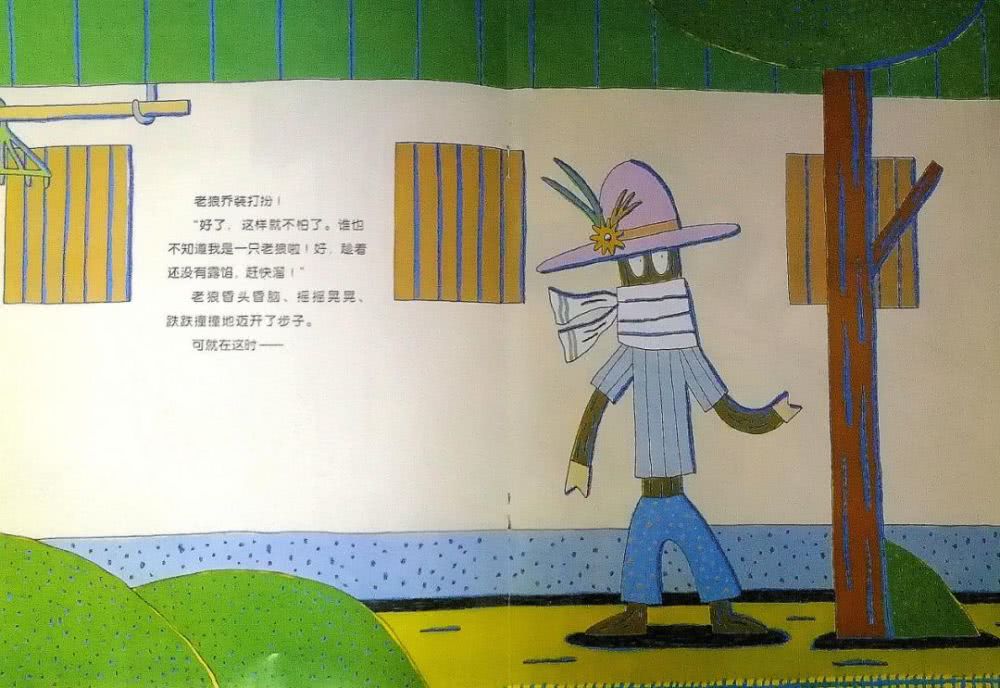 老狼乔装打扮！
“好了，这样就不怕了。谁也
不知道我是一只老狼啦！好，趁着
还没有露馅，赶快溜！”
老狼昏头昏脑、摇摇晃晃、
跌跌撞撞地迈开了步子。
可就在这时——